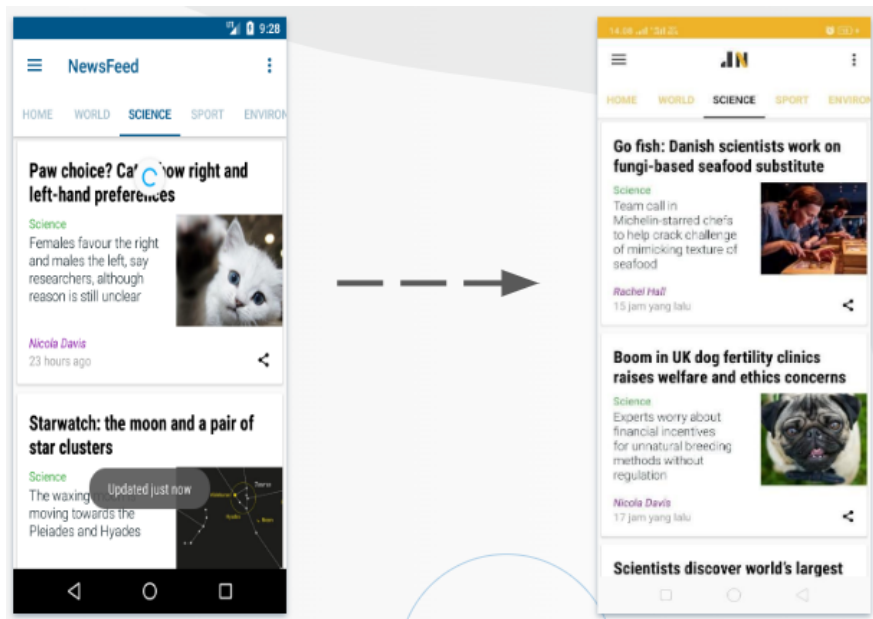 9:28
NewsFeed
HOME WORLD SCIENCE SPORT ENVIRON
Paw choice? Cat show right and
left-hand preferences
Science
Females favour the right
and males the left, say
researchers, although
reason is still unclear
Nicola Davis
23 hours ago
Starwatch: the moon and a pair of
star clusters
Science
The waxing
moving towards the
Pleiades and Hyades
Updated just now
JN
HOME WORLD SCIENCE SPORT ENVIRON
Go fish: Danish scientists work on
fungi-based seafood substitute
Science
Team call in
Michelin-starred chefs
to help crack challenge
of mimicking texture of
seafood
Rachel Hall
15 jam yang lalu
Boom in UK dog fertility clinics
raises welfare and ethics concerns
Science
Experts worry about
financial incentives
for unnatural breeding
methods without
regulation
Nicola Davis
17 jam yang lalu
Scientists discover world's largest